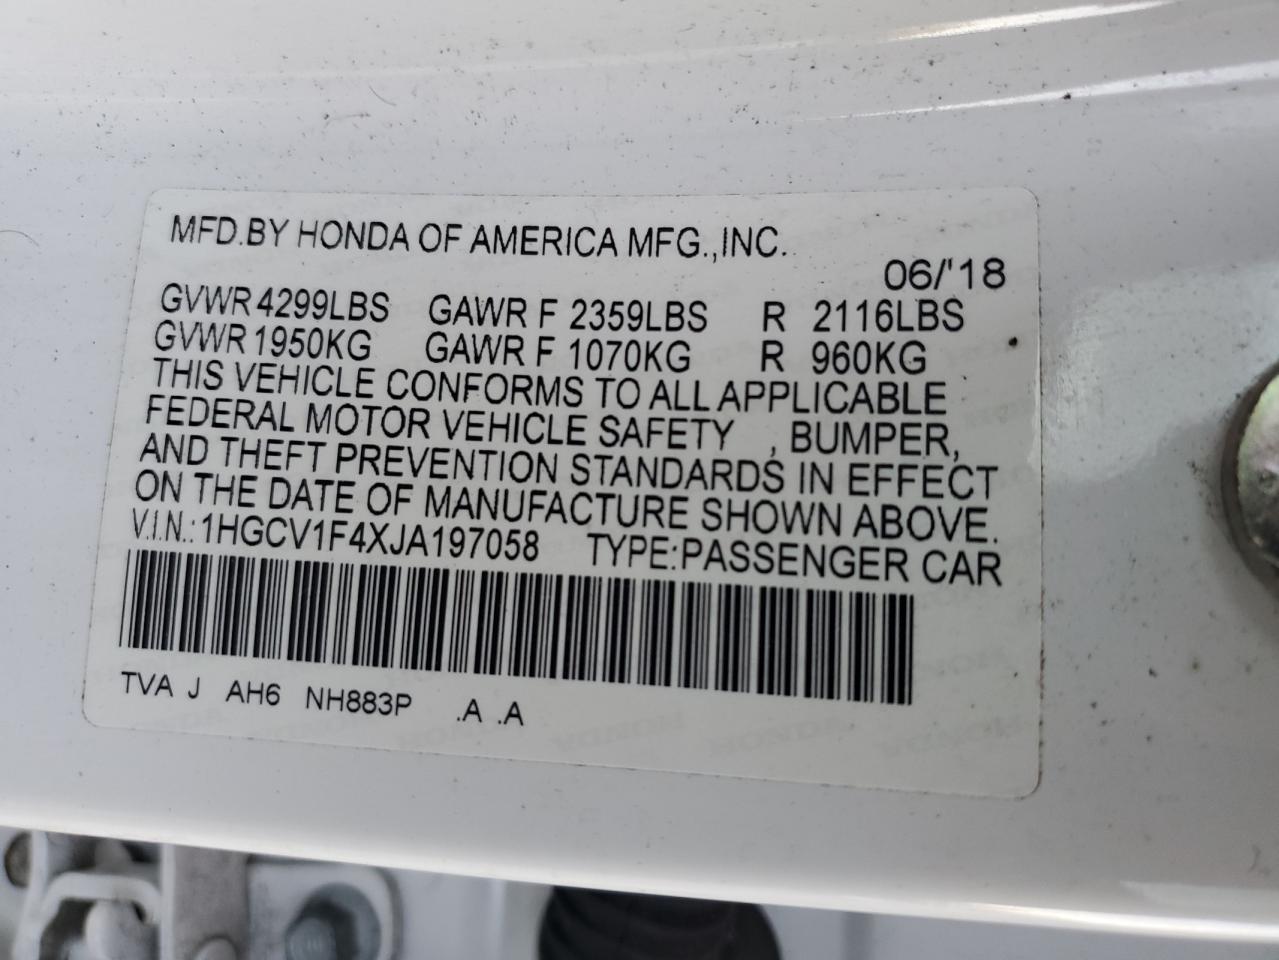 MFD.BY HONDA OF AMERICA MFG.,INC.
06/'18
GVWR 4299LBS GAWR F 2359LBS R 2116LBS
GVWR 1950KG GAWR F 1070KG R 960KG
THIS VEHICLE CONFORMS TO ALL APPLICABLE
FEDERAL MOTOR VEHICLE SAFETY , BUMPER,
AND THEFT PREVENTION STANDARDS IN EFFECT
ON THE DATE OF MANUFACTURE SHOWN ABOVE.
V.I.N.: 1HGCV1F4XJA197058 TYPE:PASSENGER CAR
TVA J AH6 NH883P .A .A